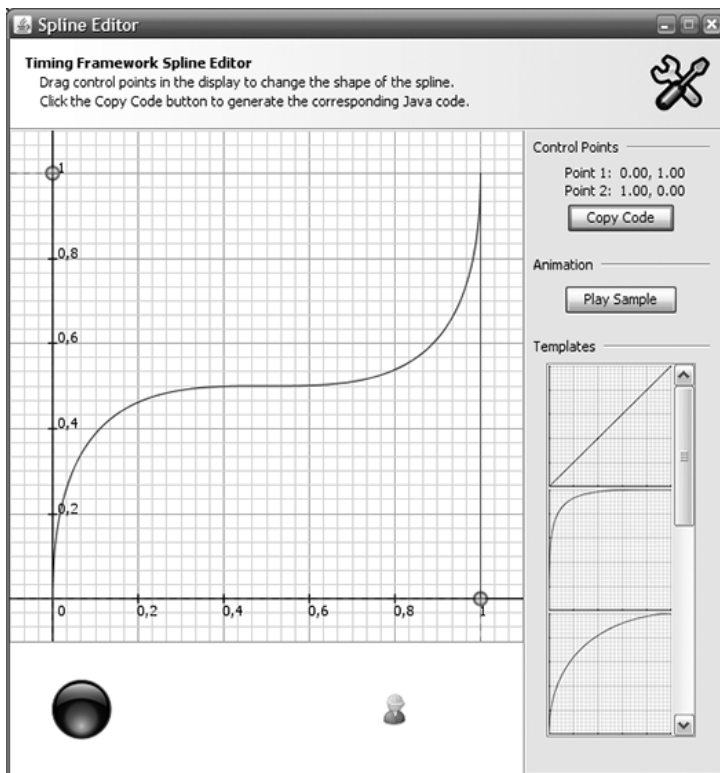 Spline Editor
Timing Framework Spline Editor
Drag control points in the display to change the shape of the spline.
Click the Copy Code button to generate the corresponding Java code.
1
0,8
0,6
0,4
0,2
0
0,2
0,4
0,6
0,8
1
Control Points
Point 1: 0.00, 1.00
Point 2: 1.00, 0.00
Copy Code
Animation
Play Sample
Templates